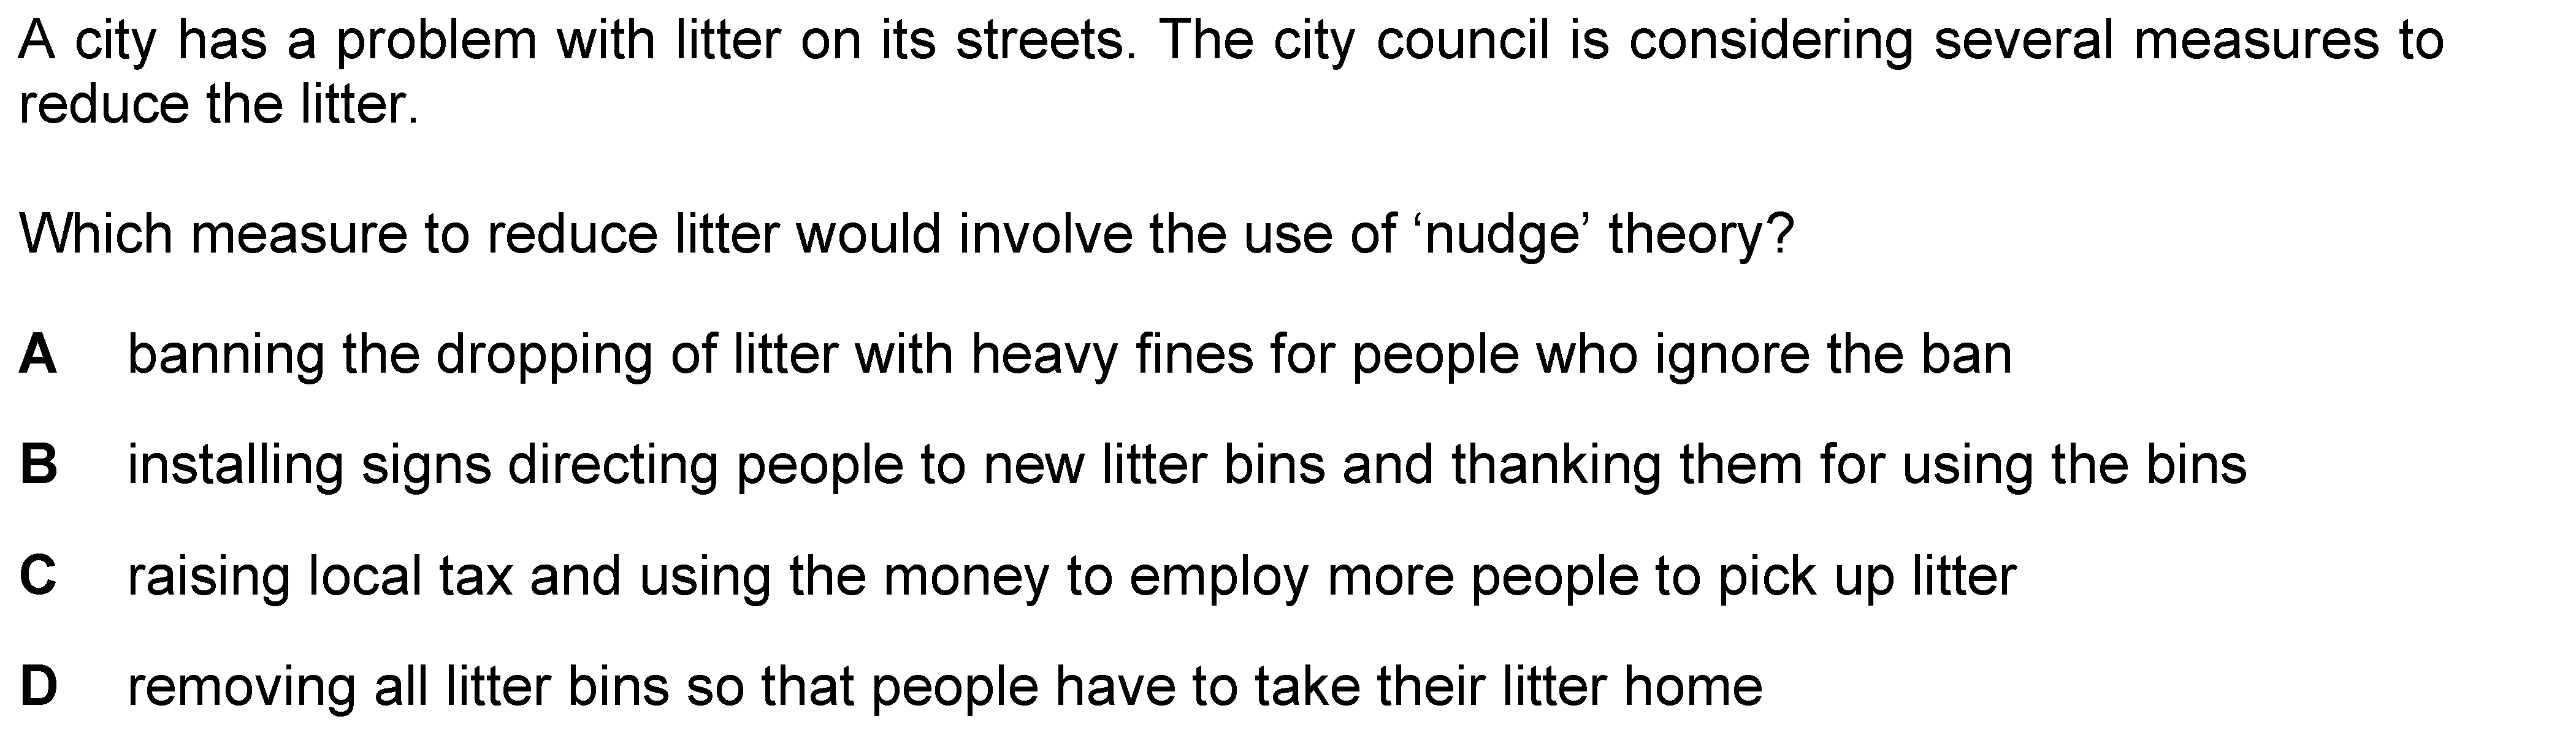 A city has a problem with litter on its streets. The city council is considering several measures to
reduce the litter.
Which measure to reduce litter would involve the use of ‘nudge’ theory?
A banning the dropping of litter with heavy fines for people who ignore the ban
B installing signs directing people to new litter bins and thanking them for using the bins
C raising local tax and using the money to employ more people to pick up litter
D removing all litter bins so that people have to take their litter home